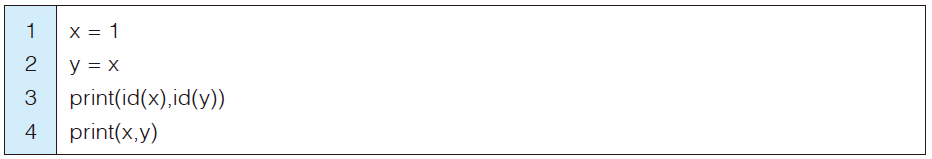 1 x = 1
2 y = x
3 print(id(x),id(y))
4 print(x,y)